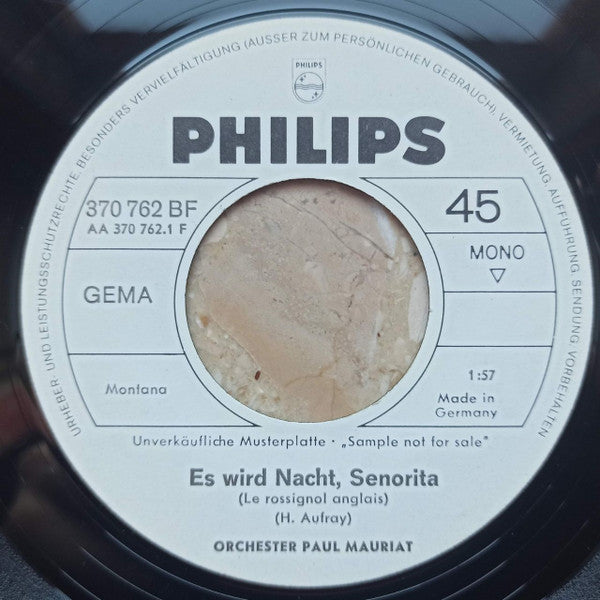 URHEBER- UND LEISTUNGSSCHUTZRECHTE, BESONDERS VERVIELFÄLTIGUNG (AUSSER ZUM PERSÖNLICHEN GEBRAUCH), VERMIETUNG, AUFFÜHRUNG, SENDUNG, VORBEHALTEN
PHILIPS
PHILIPS
370 762 BF
AA 370 762.1 F
45
MONO
GEMA
Montana
1:57
Made in
Germany
Unverkäufliche Musterplatte · „Sample not for sale"
Es wird Nacht, Senorita
(Le rossignol anglais)
(H. Aufray)
ORCHESTER PAUL MAURIAT